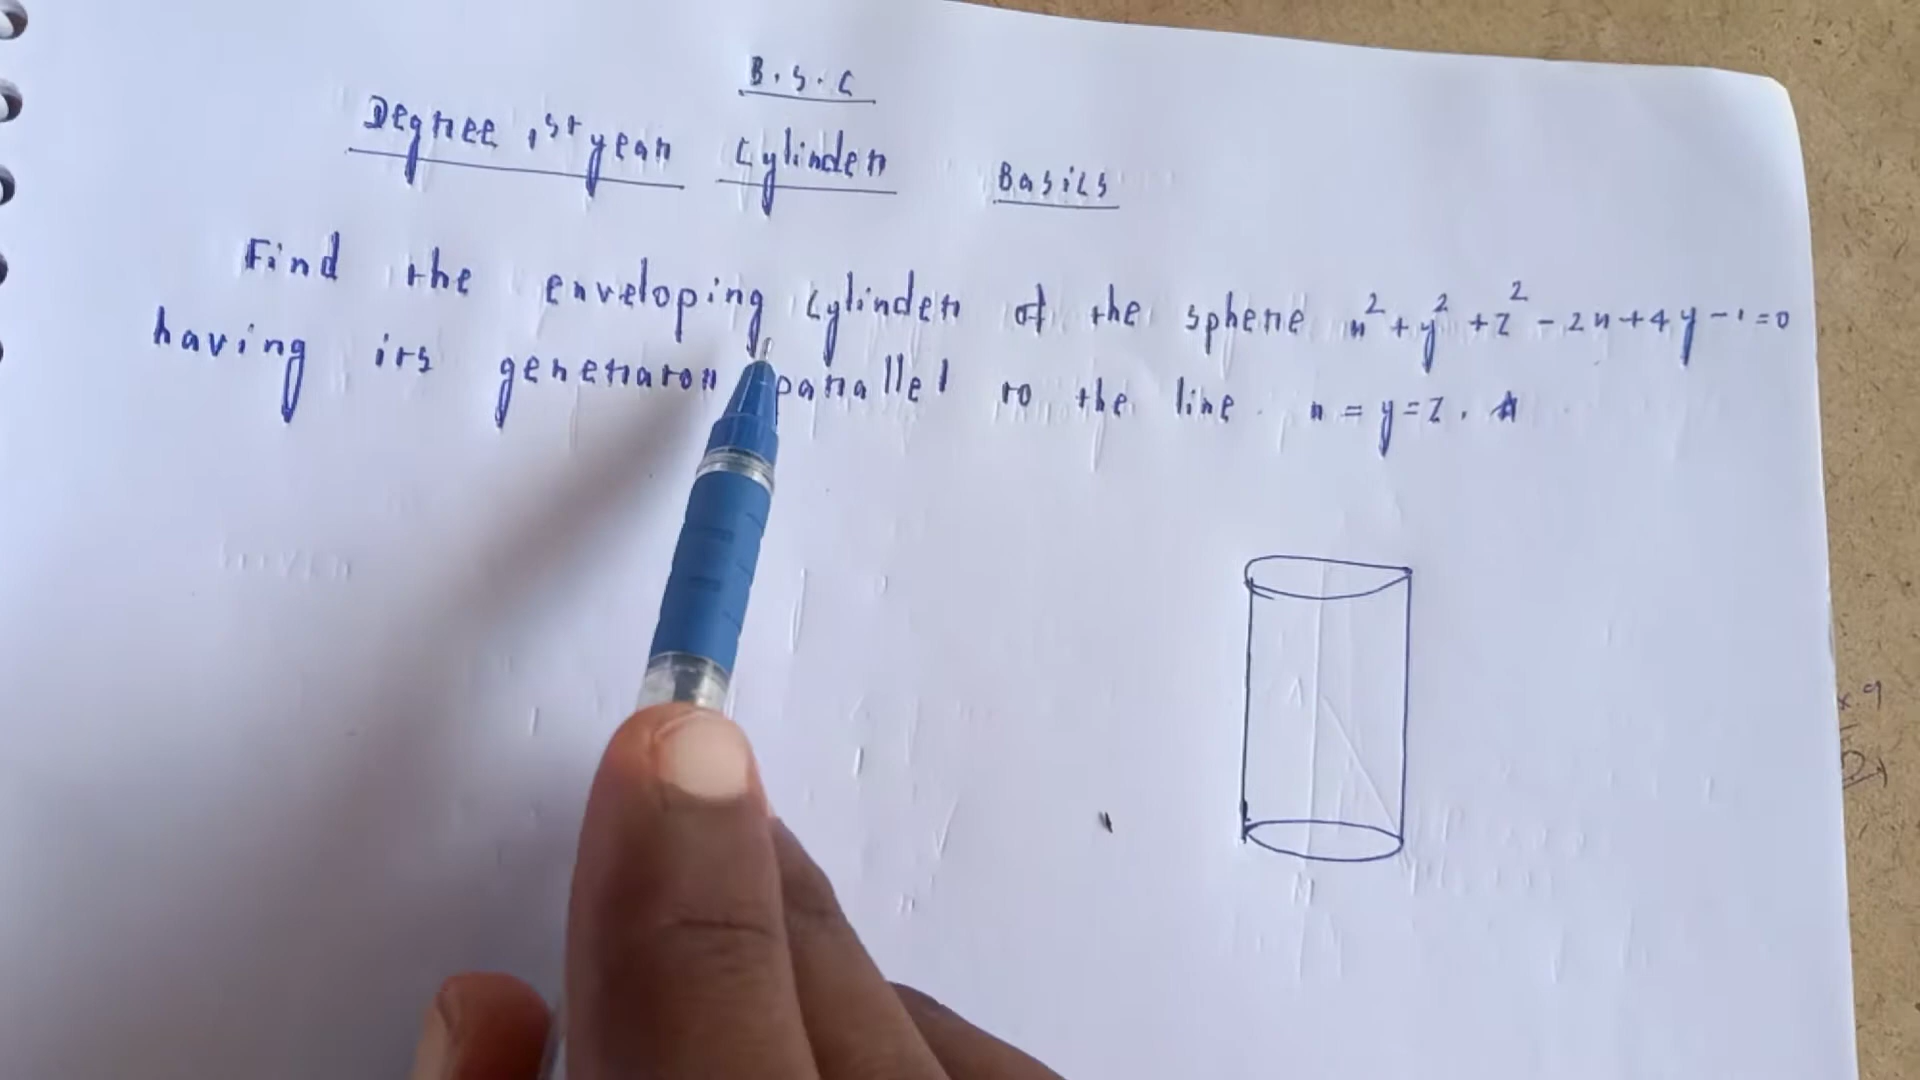 B.S.C
Degree 1st year Cylinder Basics
Find the enveloping cylinder of the sphere x²+y²+z²-2x+4y-1=0
having its generator parallel to the line x=y=z.